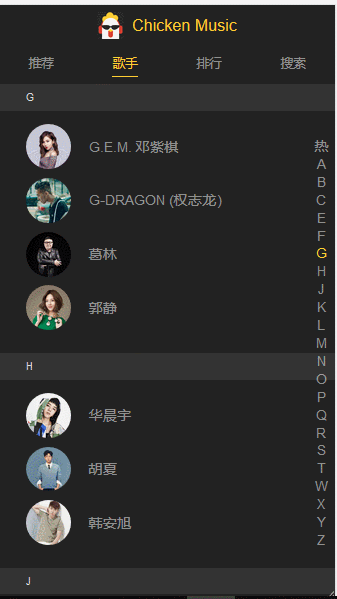 Chicken Music
推荐 歌手 排行 搜索
G
G.E.M. 邓紫棋
G-DRAGON (权志龙)
葛林
郭静
H
华晨宇
胡夏
韩安旭
J
热
A
B
C
E
F
G
H
J
K
L
M
N
O
P
Q
R
S
T
W
X
Y
Z